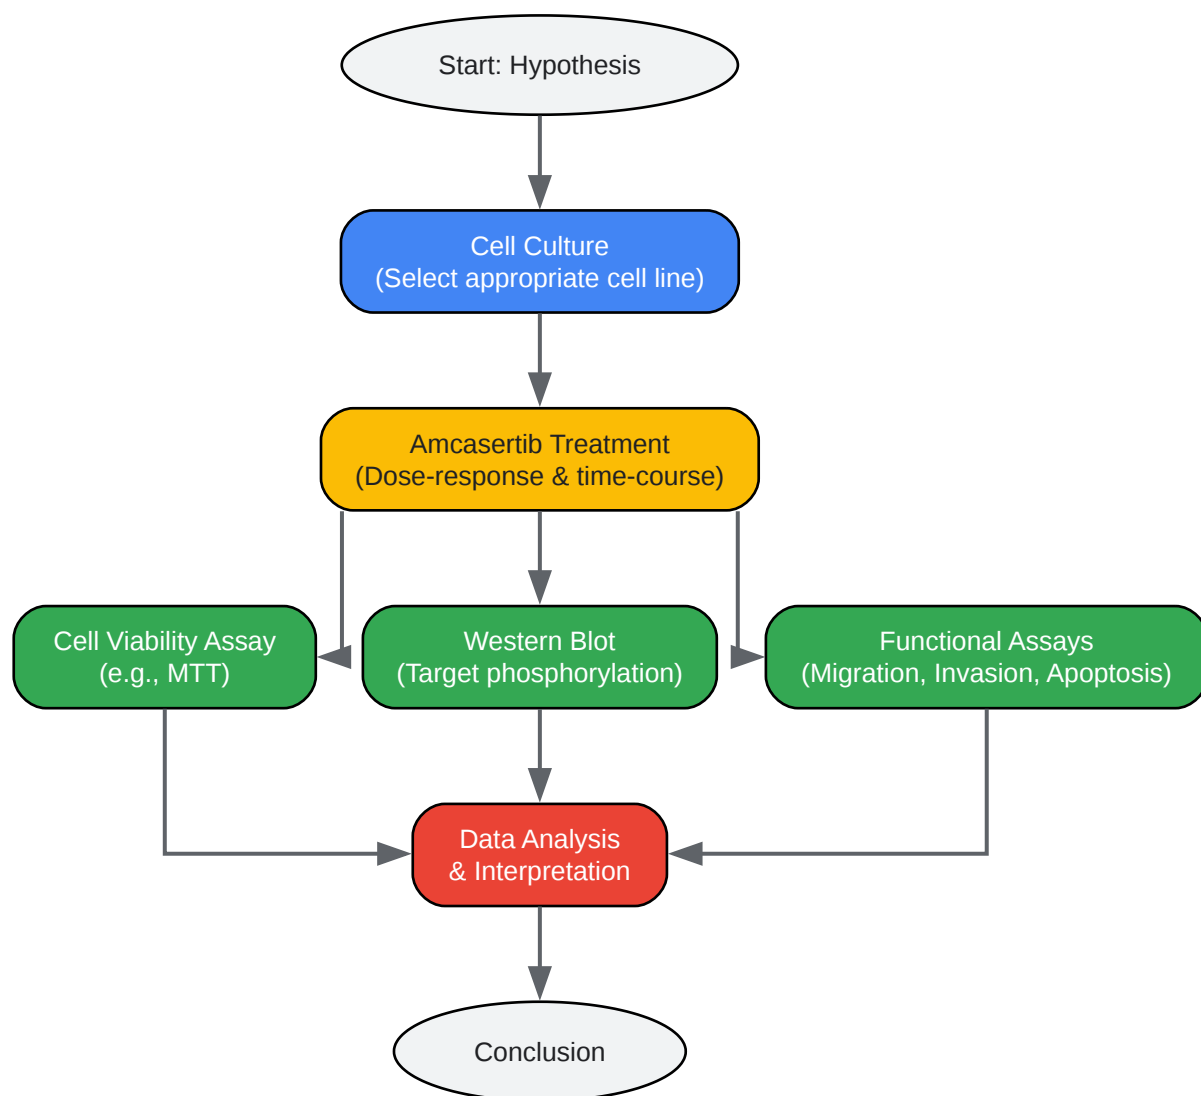 Start: Hypothesis
Cell Culture
(Select appropriate cell line)
Amcasertib Treatment
(Dose-response & time-course)
Cell Viability Assay
(e.g., MTT)
Western Blot
(Target phosphorylation)
Functional Assays
(Migration, Invasion, Apoptosis)
Data Analysis
& Interpretation
Conclusion